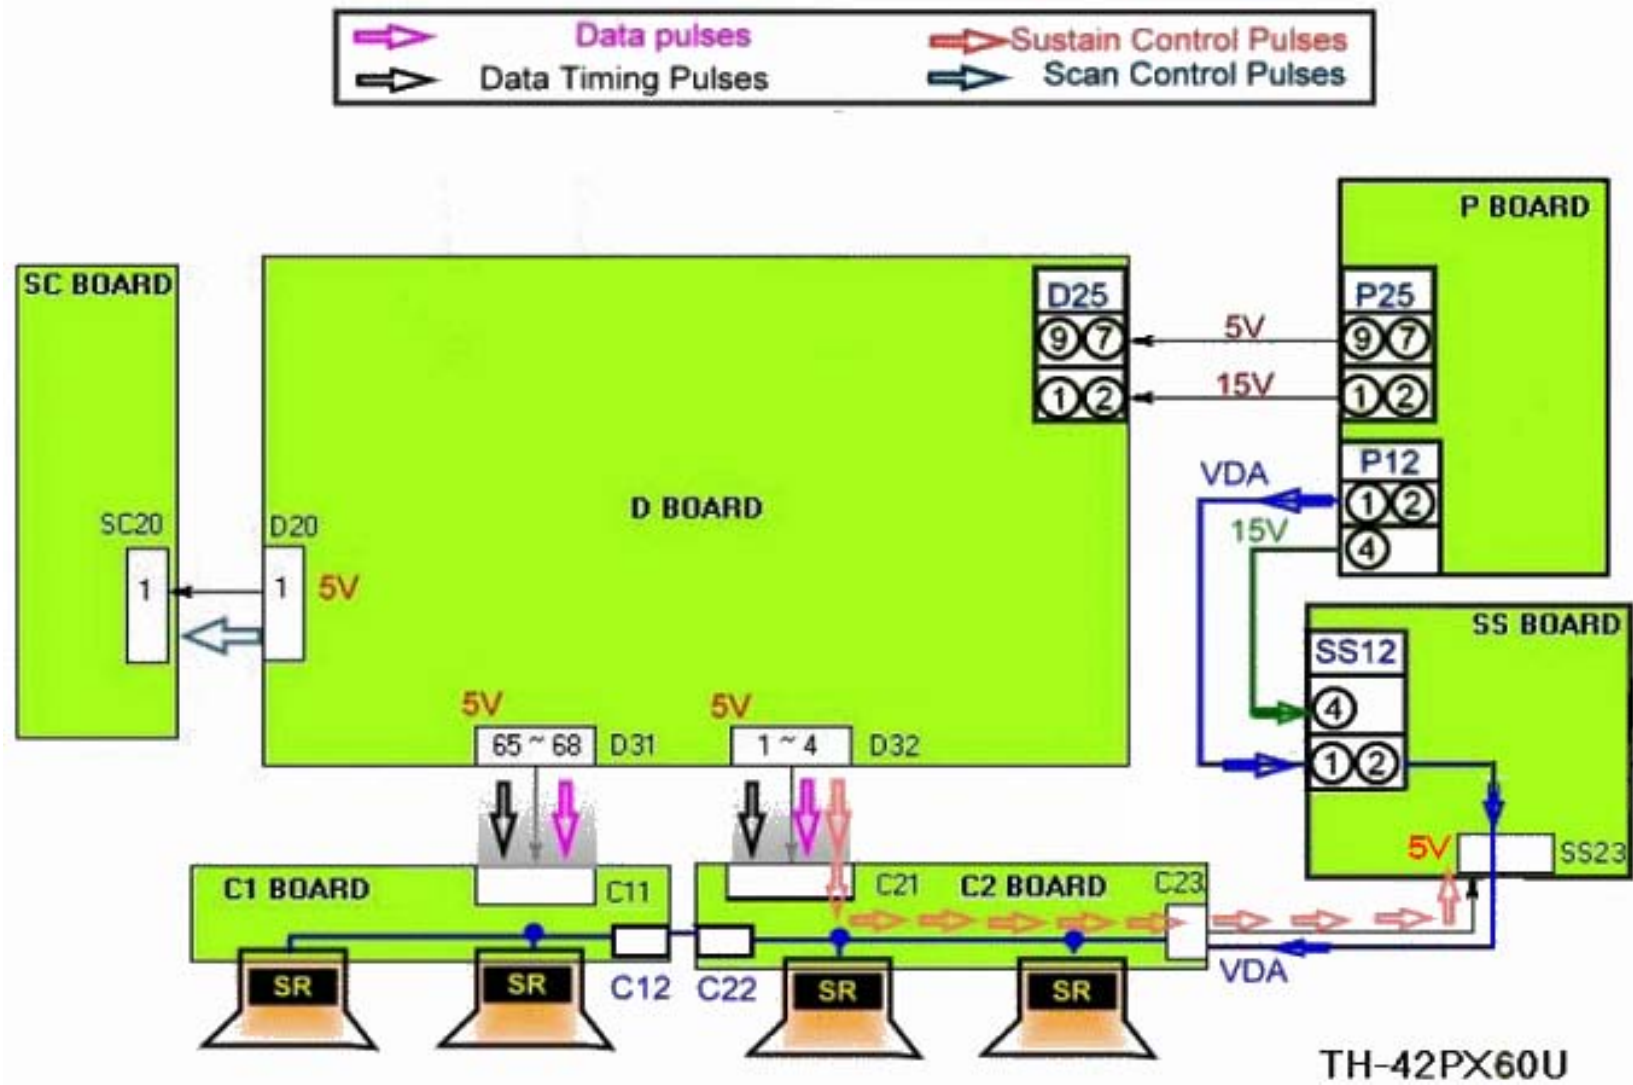 Data pulses
Sustain Control Pulses
Data Timing Pulses
Scan Control Pulses
P BOARD
SC BOARD
D25
P25
9 7
5V
9 7
1 2
15V
1 2
P12
VDA
1 2
D BOARD
SC20
D20
15V
4
1
1
5V
SS BOARD
SS12
4
5V
5V
65 ~ 68
D31
1 ~ 4
D32
1 2
5V
SS23
C1 BOARD
C11
C21
C2 BOARD
C23
SR
SR
C12
C22
SR
SR
VDA
TH-42PX60U